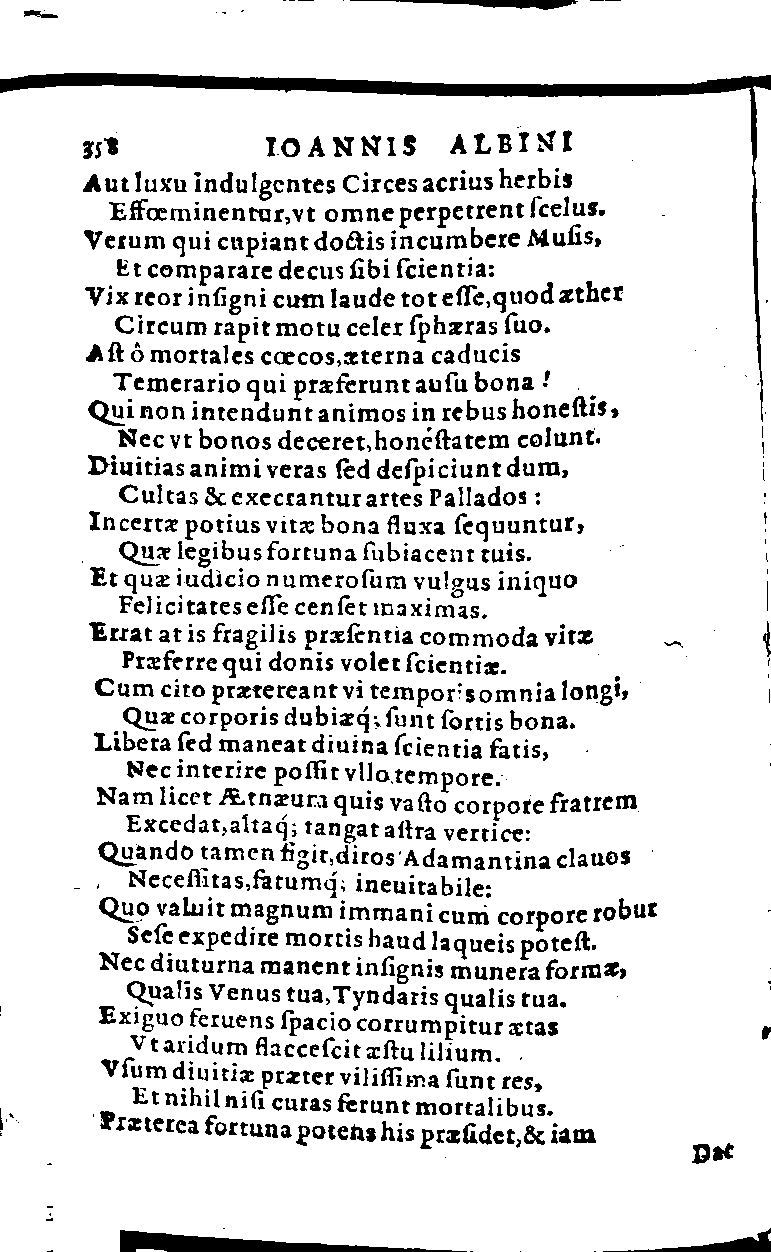 358 IOANNIS ALBINI
Aut luxu indulgentes Circes acrius herbis
Effœminentur,vt omne perpetrent ſcelus.
Verum qui cupiant doctis incumbere Muſis,
Et comparare decus ſibi ſcientia:
Vix reor inſigni cum laude tot eſſe,quod æther
Circum rapit motu celer ſphæras ſuo.
Aſt ô mortales cœcos,æterna caducis
Temerario qui præferunt auſu bona !
Qui non intendunt animos in rebus honeſtis,
Nec vt bonos deceret,honéſtatem colunt.
Diuitias animi veras ſed deſpiciunt dum,
Cultas & execrantur artes Pallados :
Incertæ potius vitæ bona fluxa ſequuntur,
Quæ legibus fortuna ſubiacent tuis.
Et quæ iudicio numeroſum vulgus iniquo
Felicitates eſſe cenſet maximas.
Errat at is fragilis præſentia commoda vitæ
Præferre qui donis volet ſcientiæ.
Cum cito prætereant vi temporis omnia longi,
Quæ corporis dubiæq́; ſunt ſortis bona.
Libera ſed maneat diuina ſcientia fatis,
Nec interire poſſit vllo tempore.
Nam licet Ætnæum quis vaſto corpore fratrem
Excedat,altaq́; tangat aſtra vertice:
Quando tamen figit,diros Adamantina clauos
Neceſſitas,fatumq́; ineuitabile:
Quo valuit magnum immani cum corpore robur
Seſe expedire mortis haud laqueis poteſt.
Nec diuturna manent inſignis munera formæ,
Qualis Venus tua,Tyndaris qualis tua.
Exiguo feruens ſpacio corrumpitur ætas
Vt aridum flacceſcit æſtu lilium.
Vſum diuitiæ præter viliſſima ſunt res,
Et nihil niſi curas ferunt mortalibus.
Præterea fortuna potens his præſidet,& iam
Dat